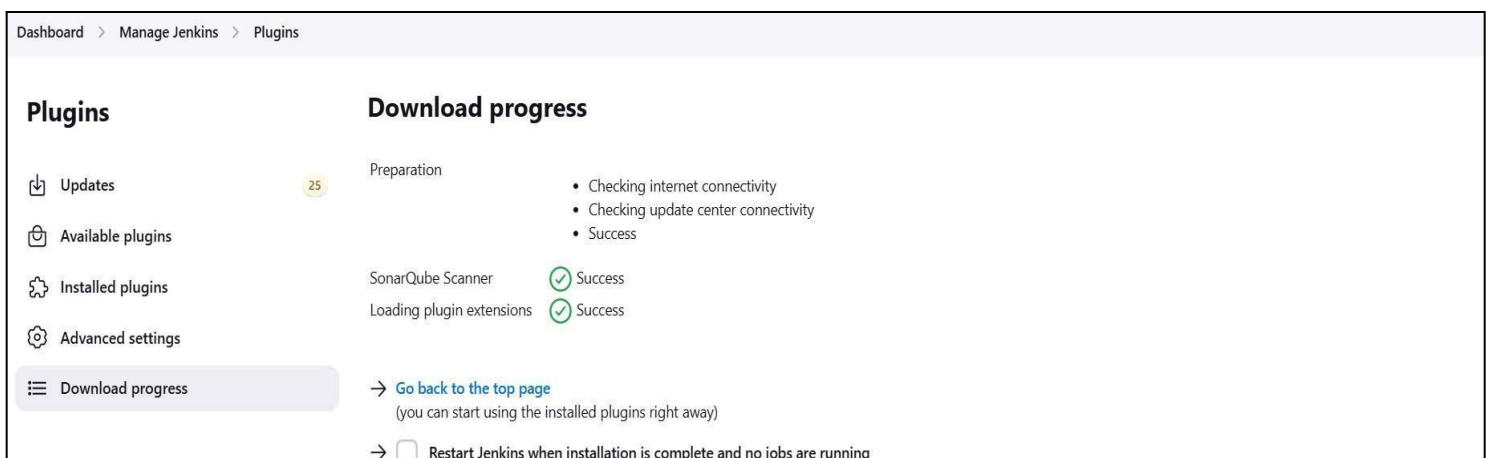 Dashboard > Manage Jenkins > Plugins
Plugins
Updates 25
Available plugins
Installed plugins
Advanced settings
Download progress
Download progress
Preparation
• Checking internet connectivity
• Checking update center connectivity
• Success
SonarQube Scanner Success
Loading plugin extensions Success
→ Go back to the top page
(you can start using the installed plugins right away)
→ Restart Jenkins when installation is complete and no jobs are running